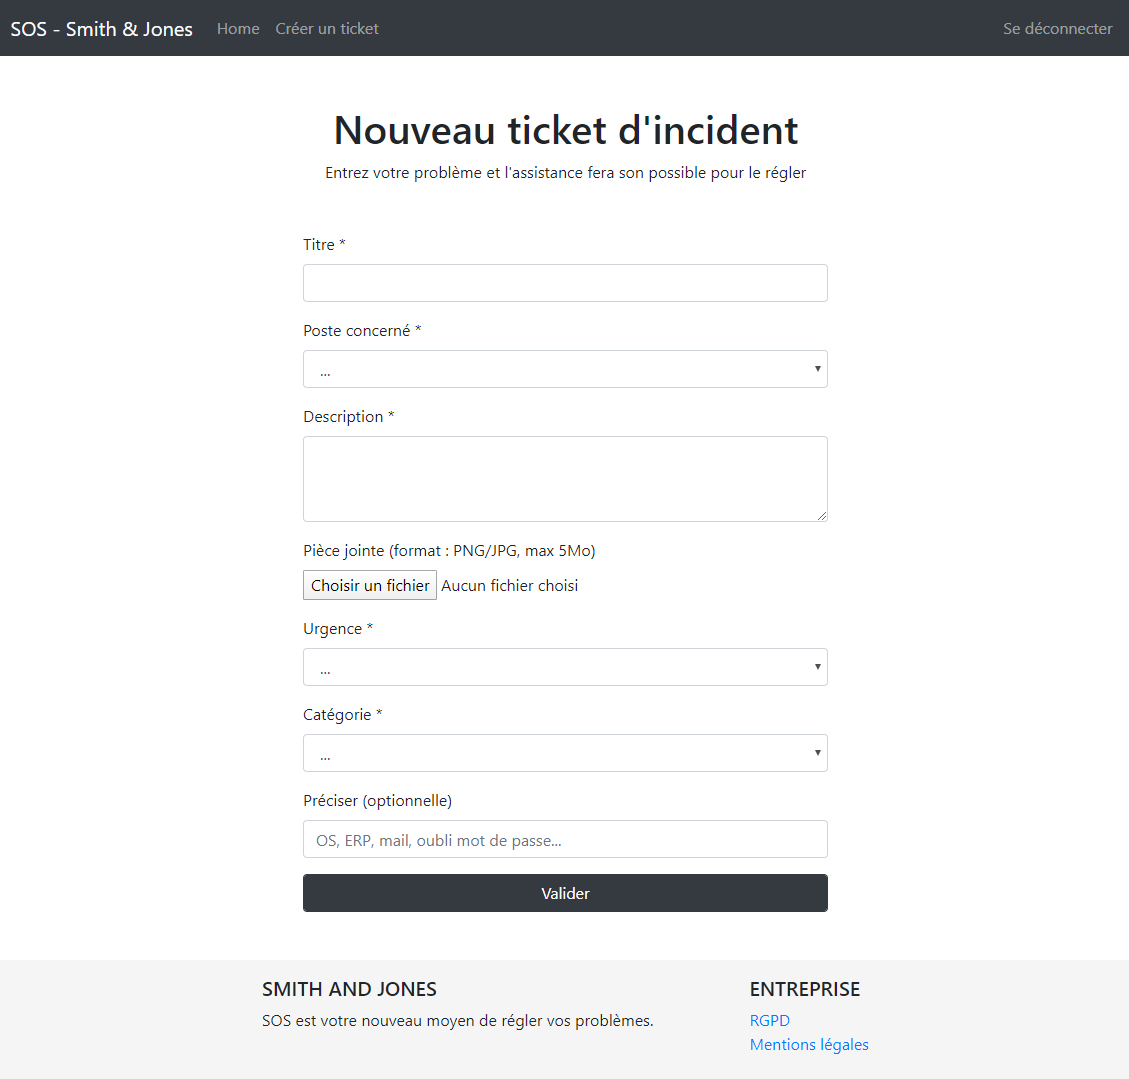 SOS - Smith & Jones Home Créer un ticket Se déconnecter
Nouveau ticket d'incident
Entrez votre problème et l'assistance fera son possible pour le régler
Titre *
Poste concerné *
...
Description *
Pièce jointe (format : PNG/JPG, max 5Mo)
Choisir un fichier Aucun fichier choisi
Urgence *
...
Catégorie *
...
Préciser (optionnelle)
OS, ERP, mail, oubli mot de passe...
Valider
SMITH AND JONES
SOS est votre nouveau moyen de régler vos problèmes.
ENTREPRISE
RGPD
Mentions légales